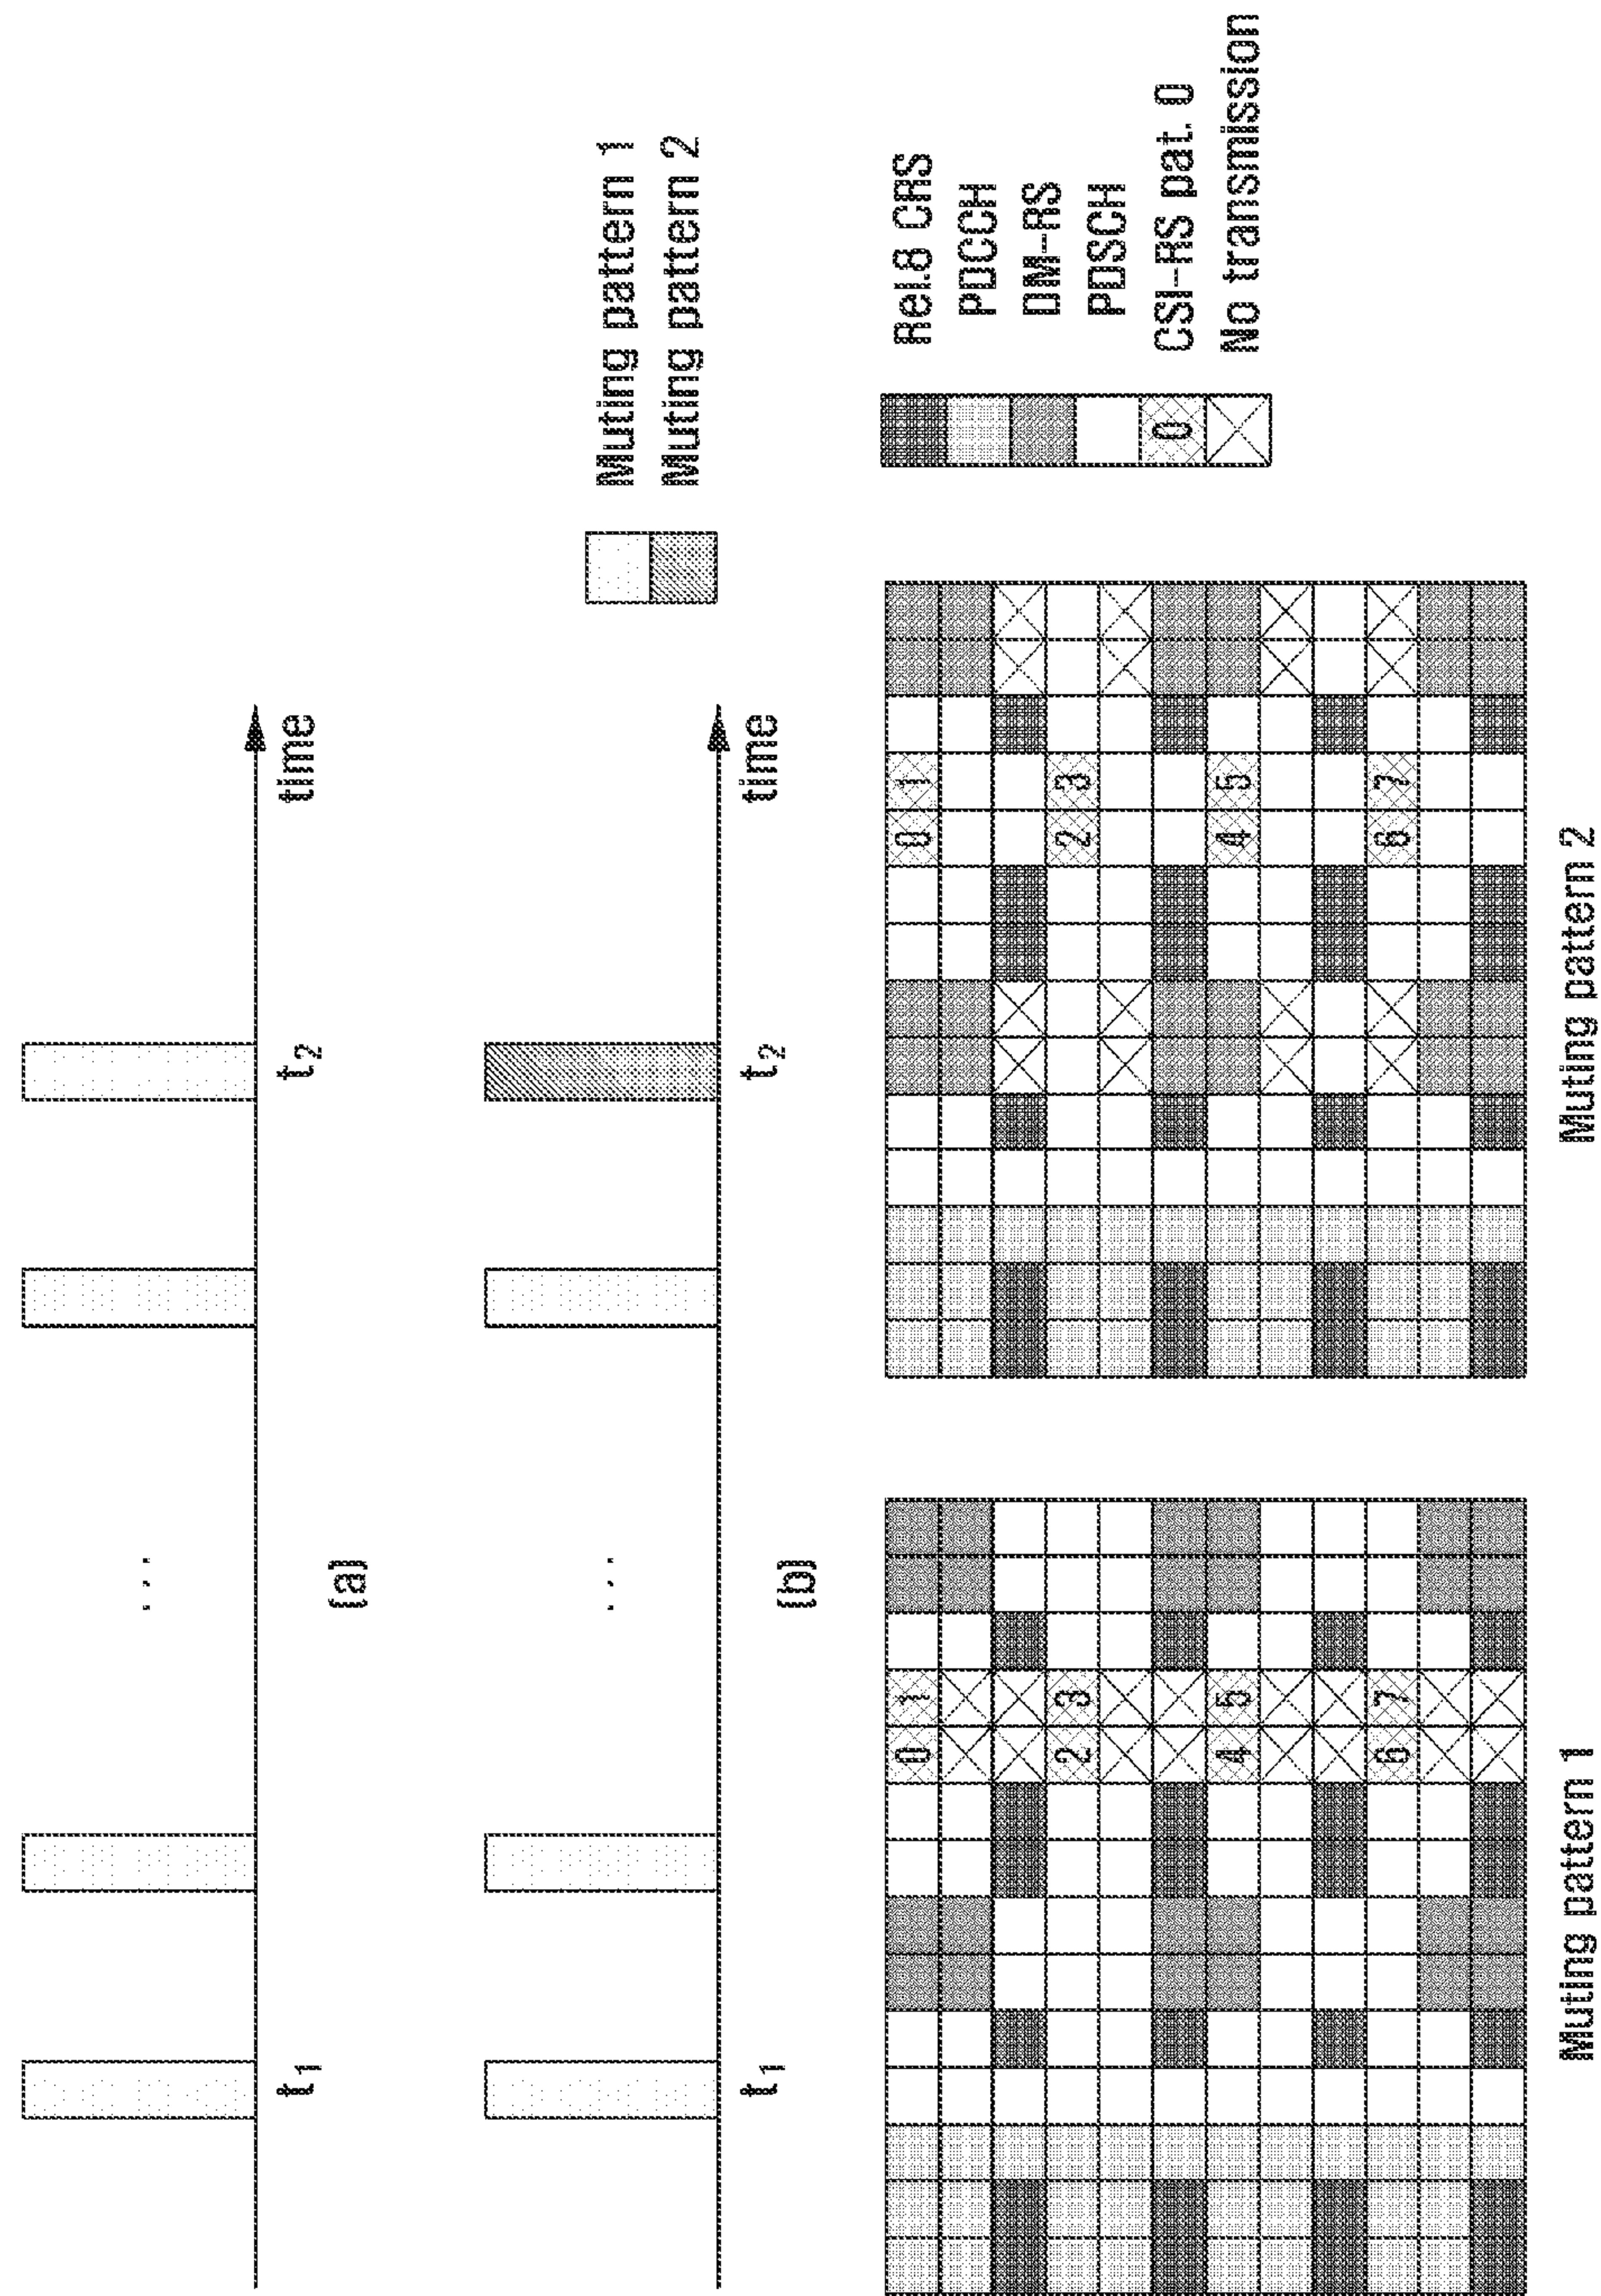 ...
t1
t2
time
(a)
...
t1
t2
time
(b)
Muting pattern 1
Muting pattern 2
0 1
2 3
4 5
6 7
Muting pattern 1
0 1
2 3
4 5
6 7
Muting pattern 2
Rel.8 CRS
PDCCH
DM-RS
PDSCH
0 CSI-RS pat. 0
No transmission